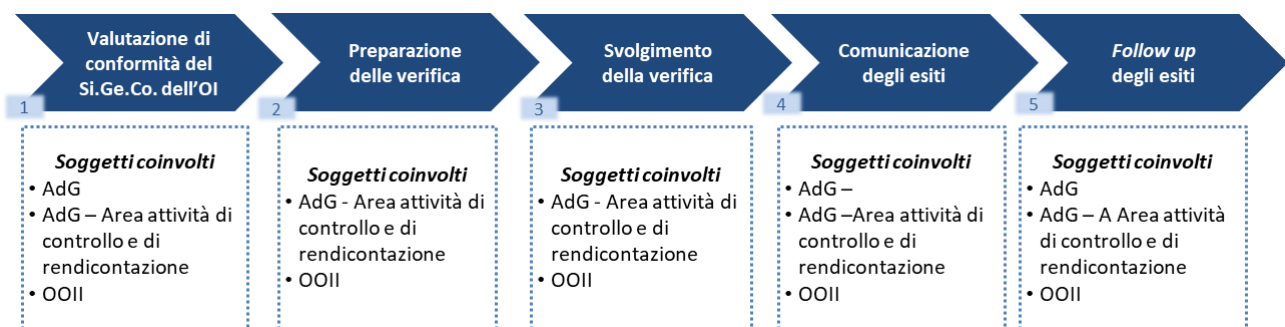 Valutazione di
conformità del
Si.Ge.Co. dell'OI
1
Preparazione
delle verifica
2
Svolgimento
della verifica
3
Comunicazione
degli esiti
4
Follow up
degli esiti
5
Soggetti coinvolti
• AdG
• AdG – Area attività di
controllo e di
rendicontazione
• OOII
Soggetti coinvolti
• AdG - Area attività di
controllo e di
rendicontazione
• OOII
Soggetti coinvolti
• AdG - Area attività di
controllo e di
rendicontazione
• OOII
Soggetti coinvolti
• AdG –
• AdG –Area attività di
controllo e di
rendicontazione
• OOII
Soggetti coinvolti
• AdG
• AdG – A Area attività
di controllo e di
rendicontazione
• OOII